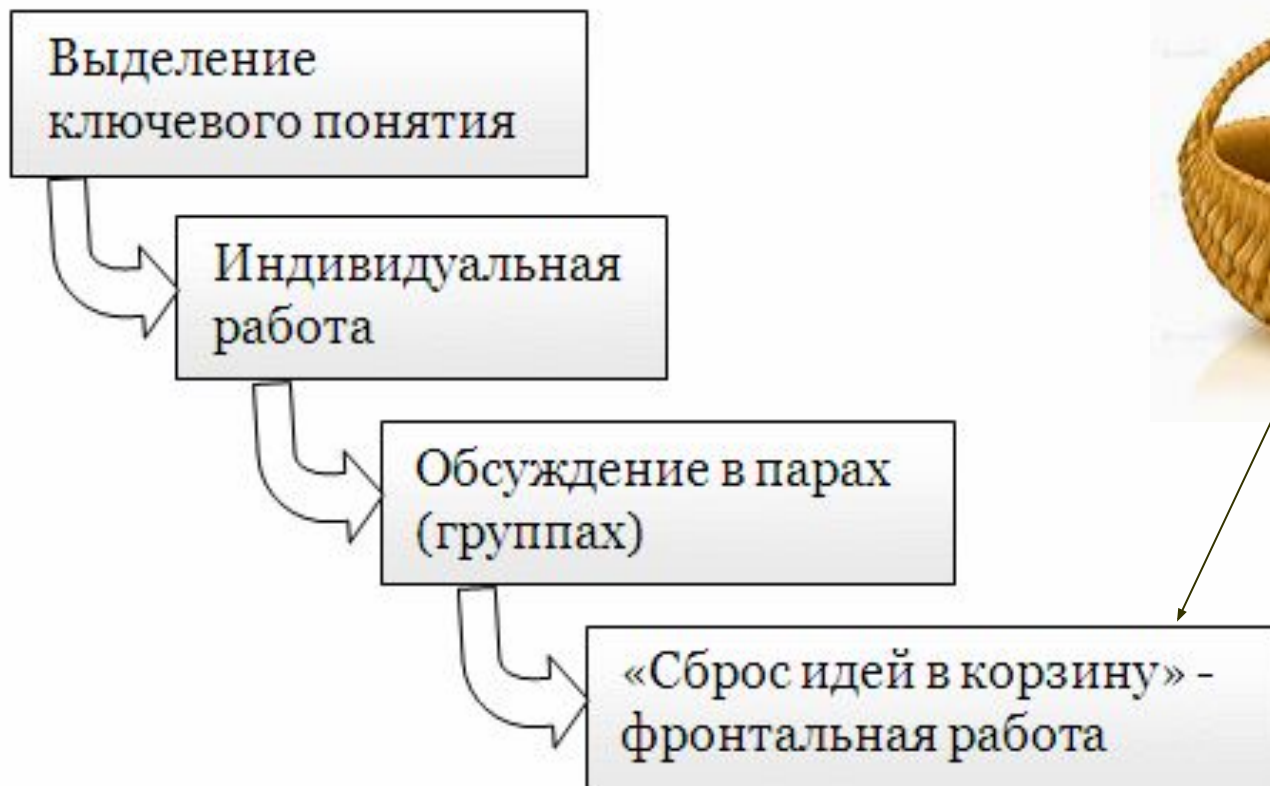 Выделение
ключевого понятия
Индивидуальная
работа
Обсуждение в парах
(группах)
«Сброс идей в корзину» -
фронтальная работа